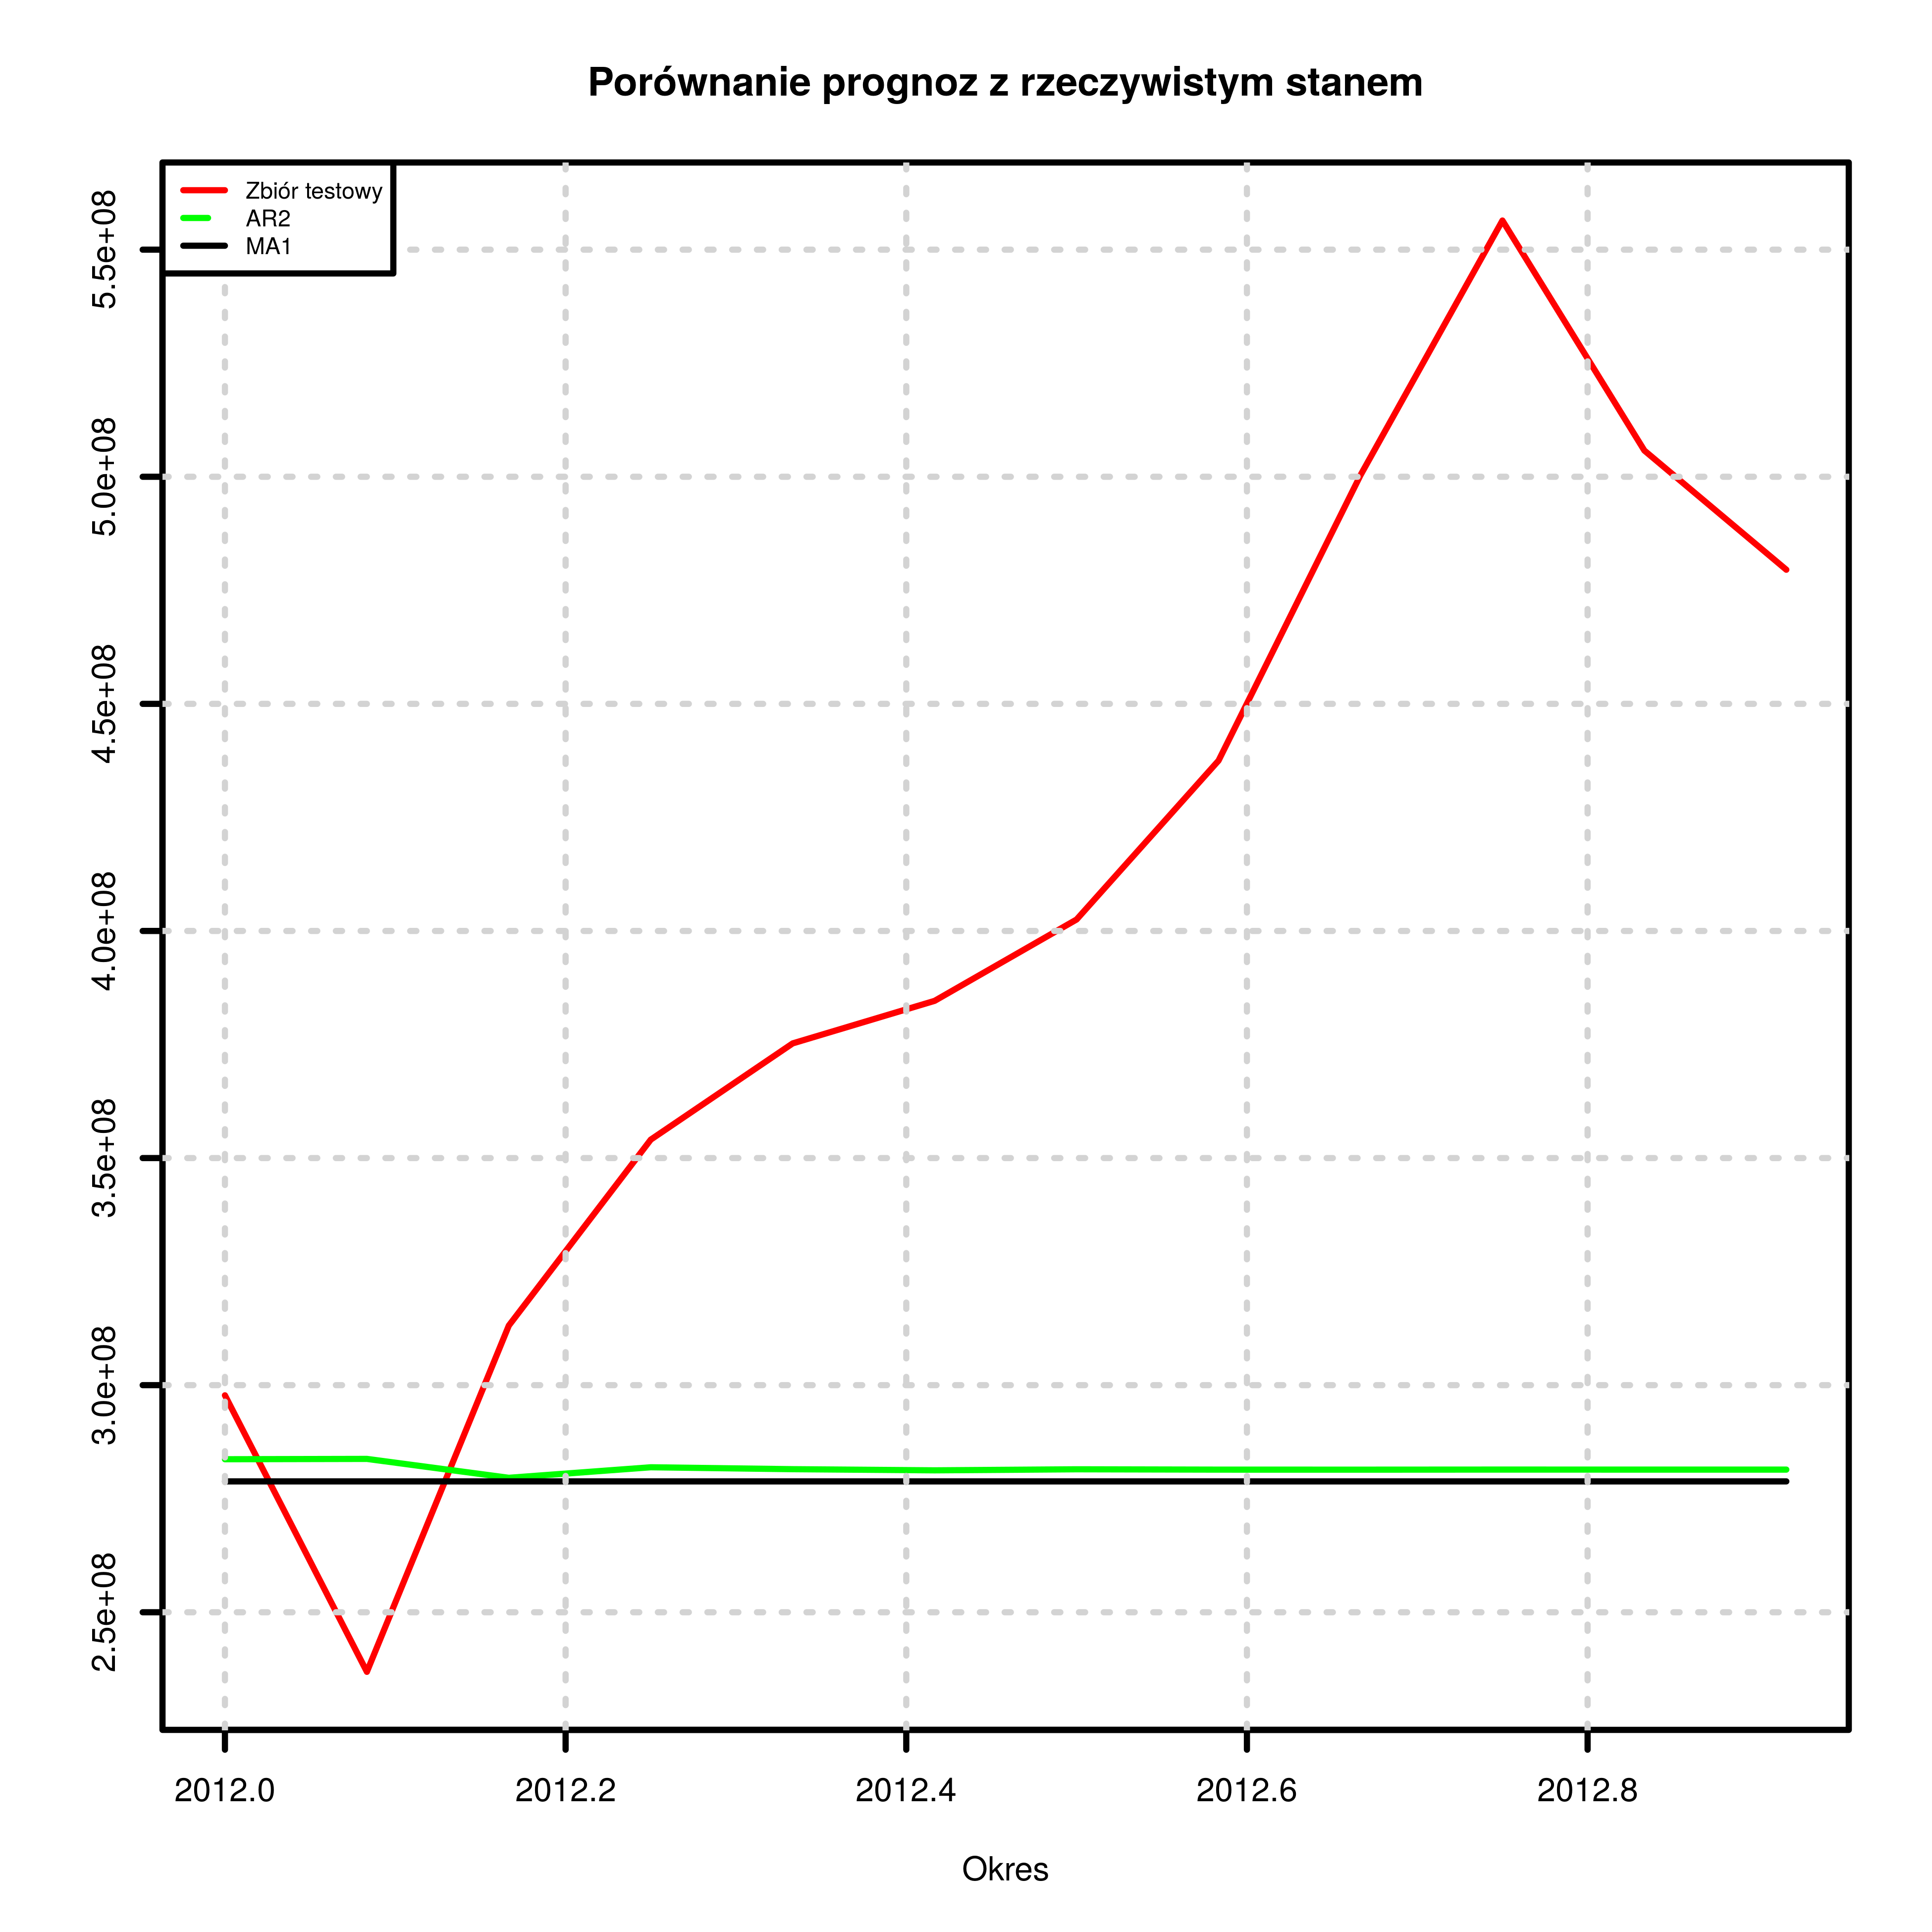 Porównanie prognoz z rzeczywistym stanem
Zbiór testowy
AR2
MA1
5.5e+08
5.0e+08
4.5e+08
4.0e+08
3.5e+08
3.0e+08
2.5e+08
2012.0 2012.2 2012.4 2012.6 2012.8
Okres